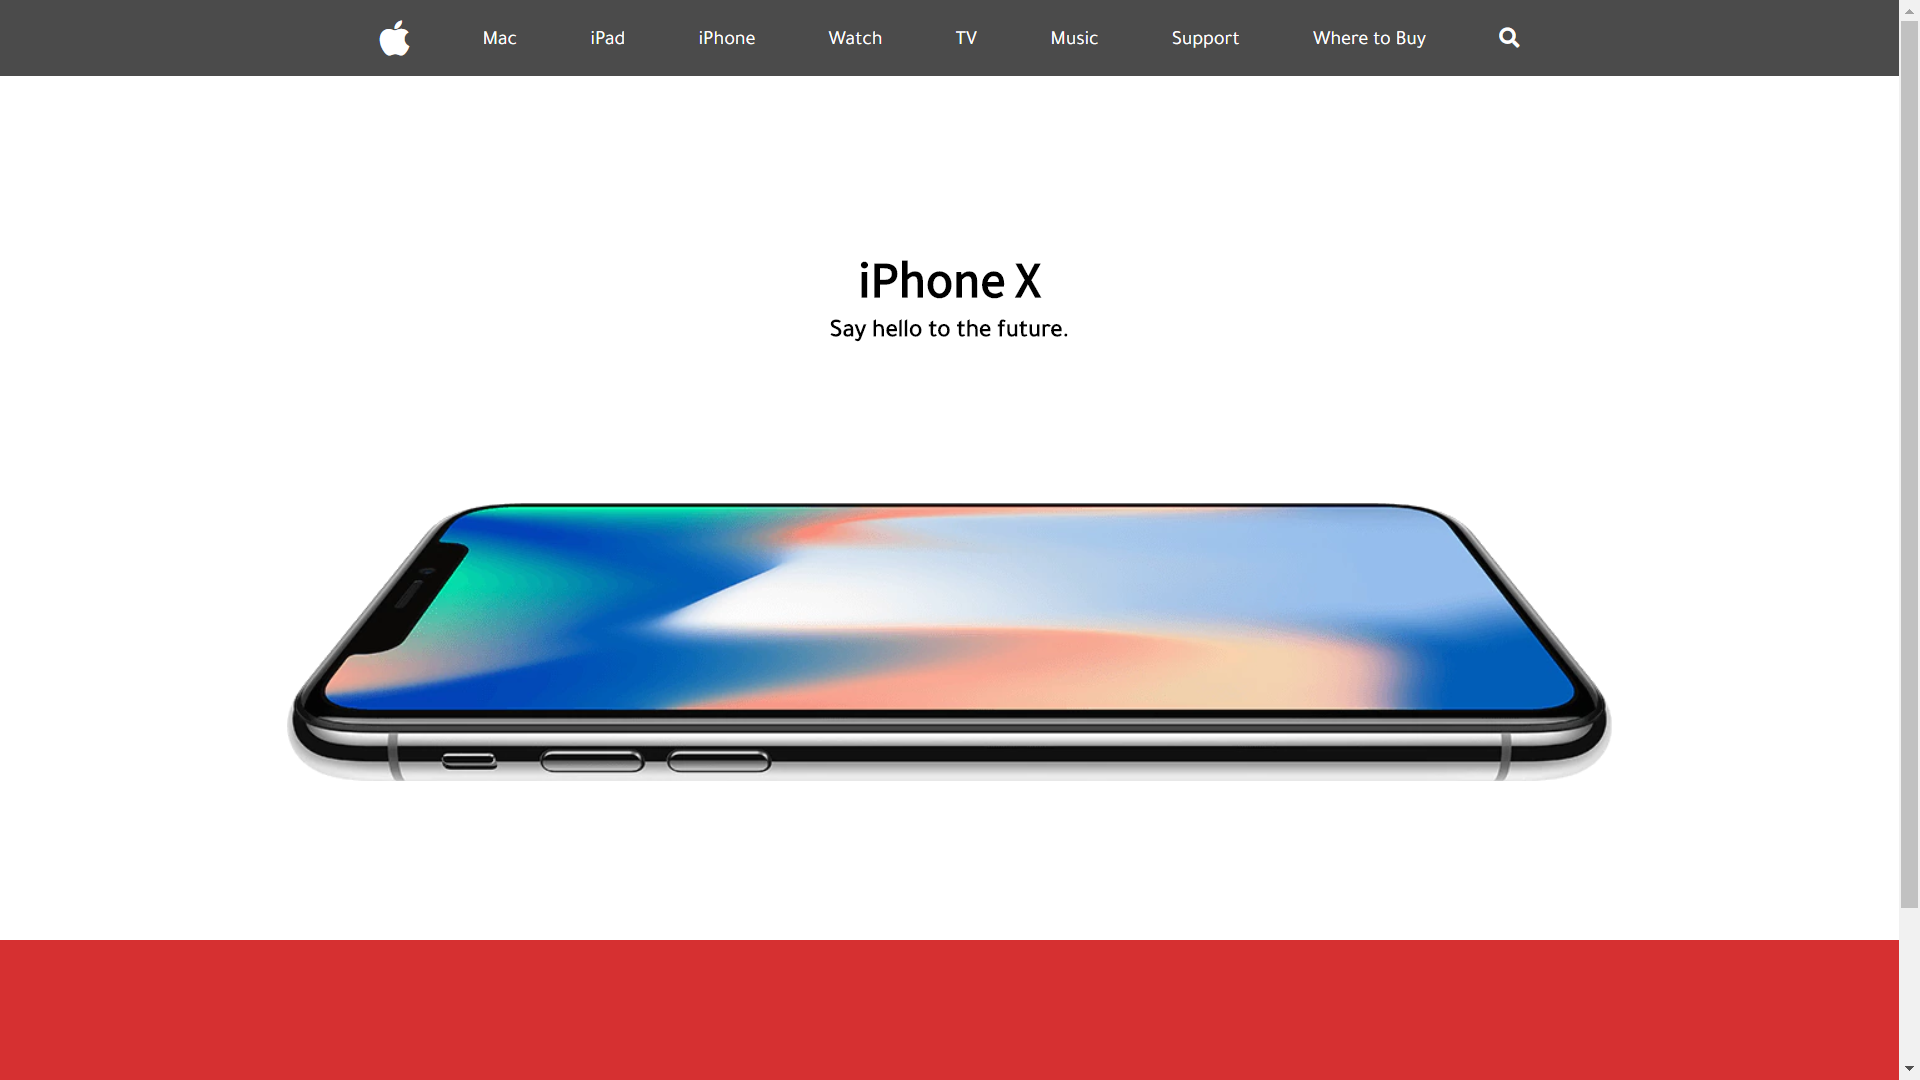 Mac iPad iPhone Watch TV Music Support Where to Buy
iPhone X
Say hello to the future.